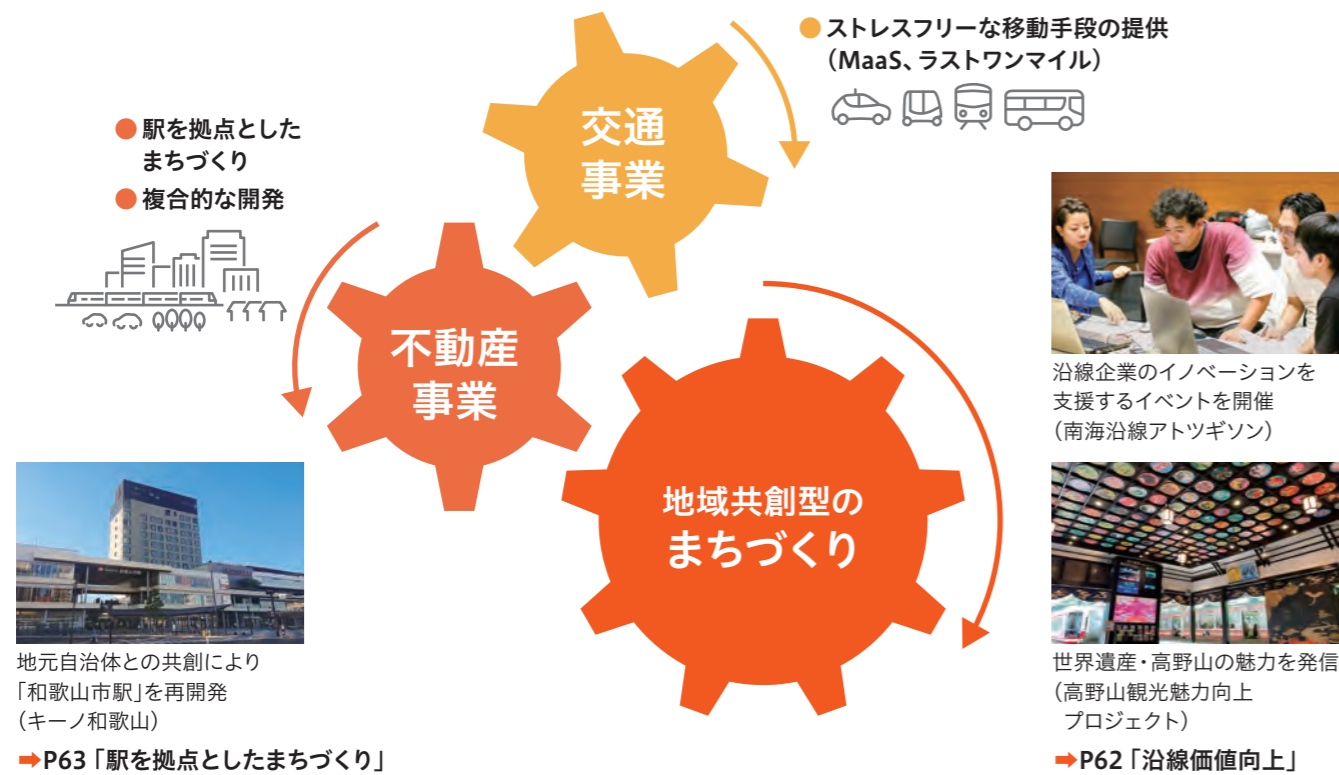 ● ストレスフリーな移動手段の提供
（MaaS、ラストワンマイル）
交通
事業
● 駅を拠点とした
まちづくり
● 複合的な開発
不動産
事業
地域共創型の
まちづくり
沿線企業のイノベーションを
支援するイベントを開催
（南海沿線アトツギソン）
地元自治体との共創により
「和歌山市駅」を再開発
（キーノ和歌山）
➡P63「駅を拠点としたまちづくり」
世界遺産・高野山の魅力を発信
（高野山観光魅力向上
プロジェクト）
➡P62「沿線価値向上」